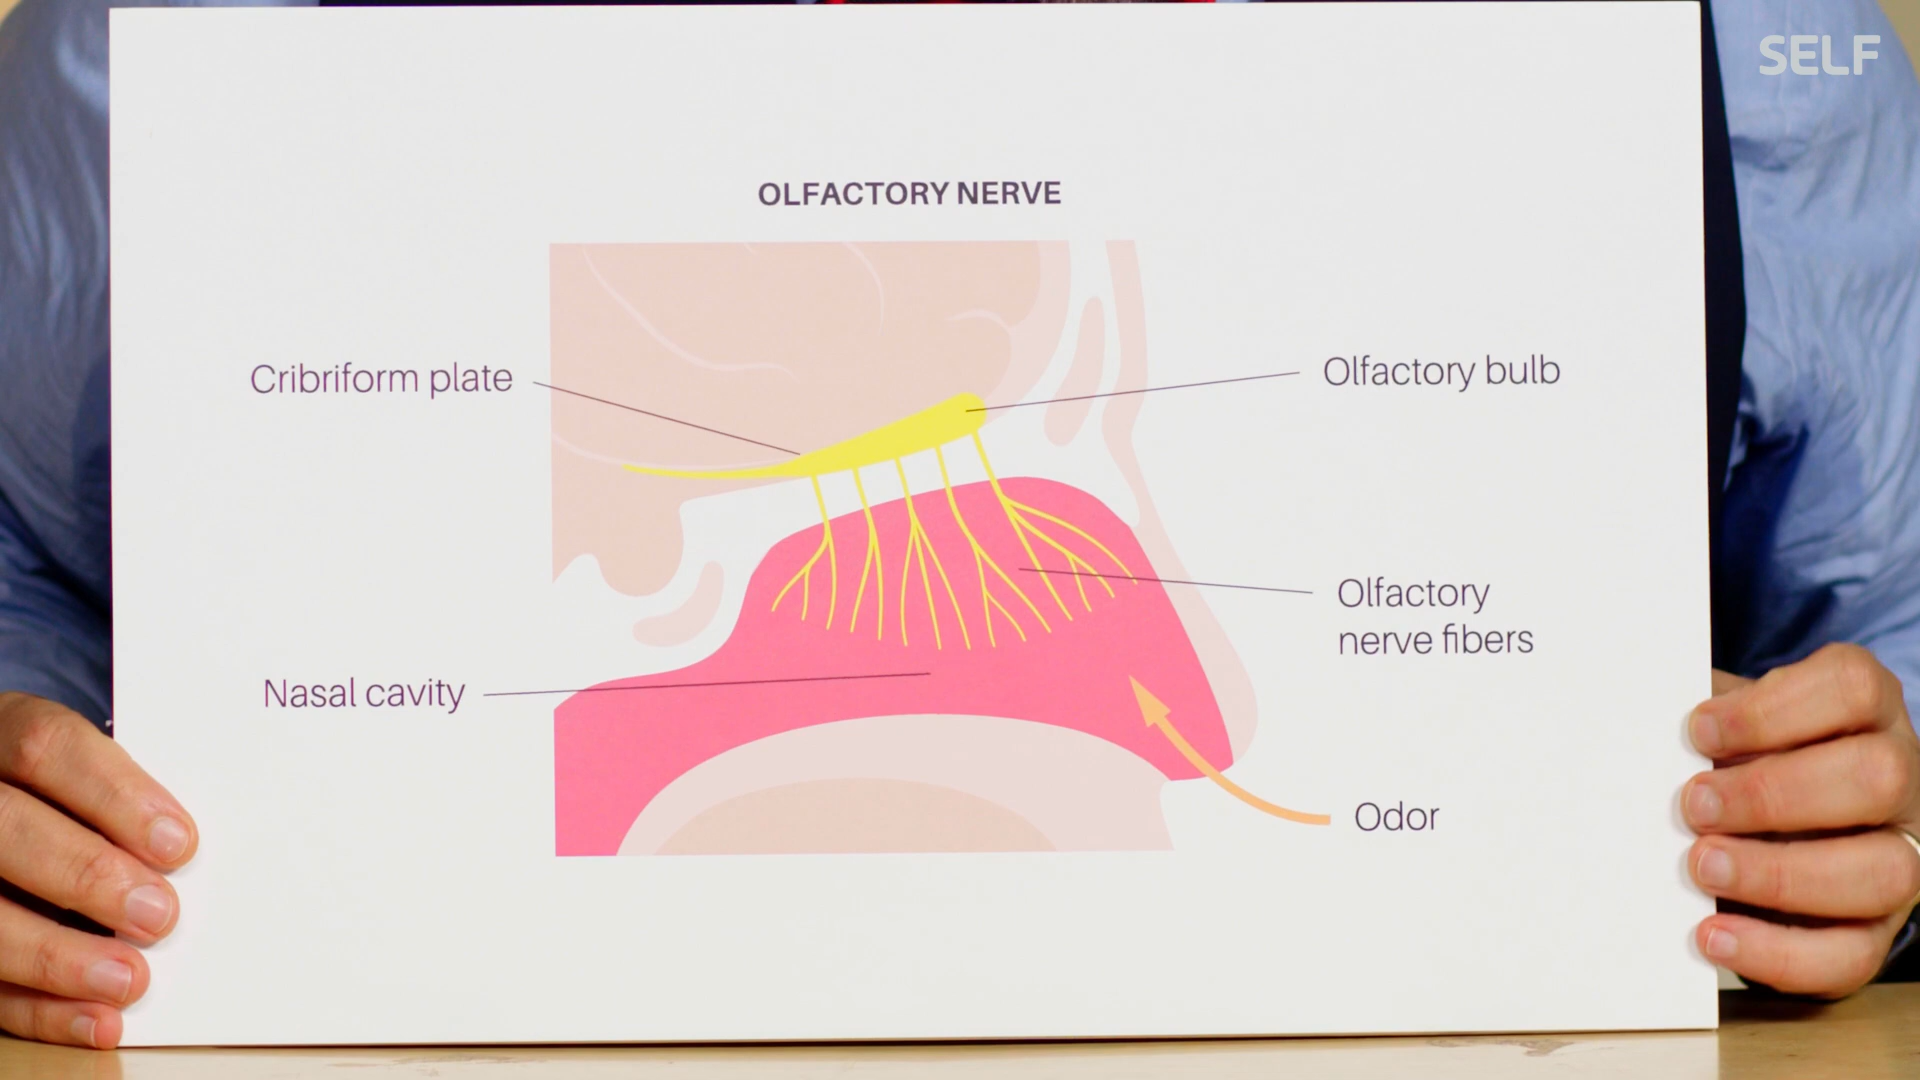 SELF
OLFACTORY NERVE
Cribriform plate
Olfactory bulb
Olfactory
nerve fibers
Nasal cavity
Odor